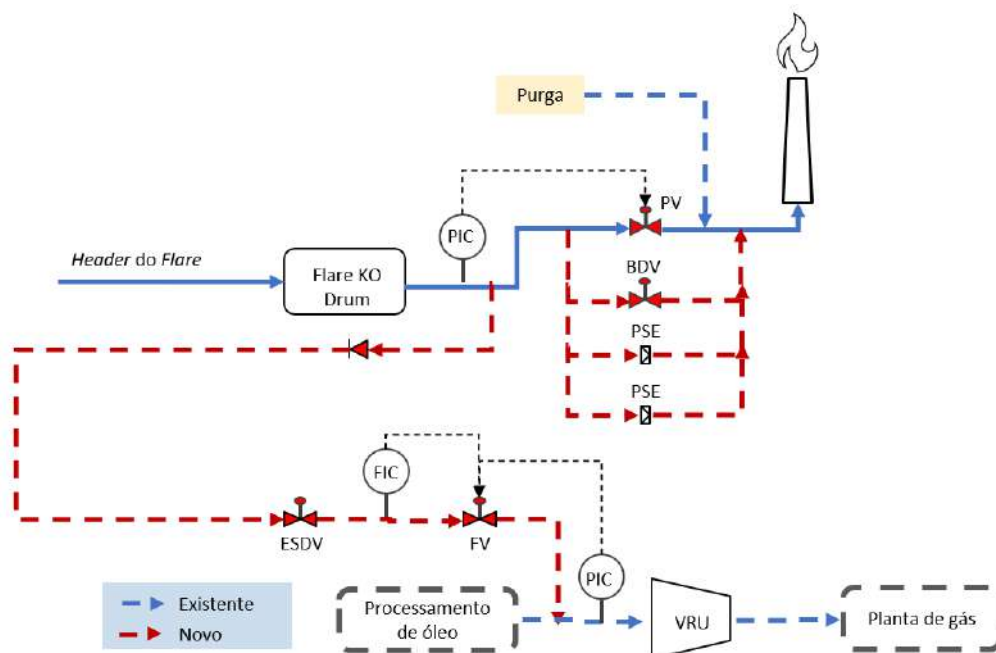 Purga
PV
PIC
Header do Flare
Flare KO
Drum
BDV
PSE
PSE
FIC
ESDV
FV
PIC
Existente
Novo
Processamento
de óleo
VRU
Planta de gás